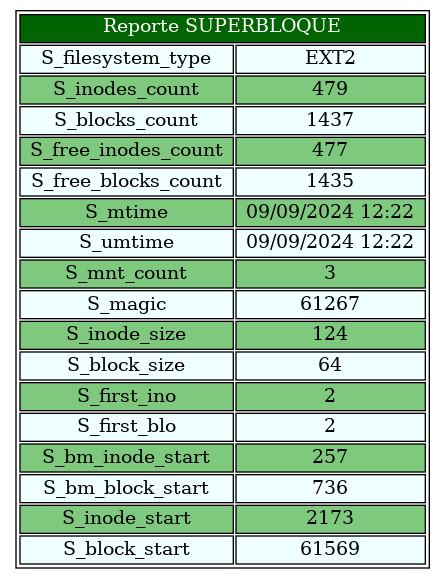 Reporte SUPERBLOQUE
S_filesystem_type EXT2
S_inodes_count 479
S_blocks_count 1437
S_free_inodes_count 477
S_free_blocks_count 1435
S_mtime 09/09/2024 12:22
S_umtime 09/09/2024 12:22
S_mnt_count 3
S_magic 61267
S_inode_size 124
S_block_size 64
S_first_ino 2
S_first_blo 2
S_bm_inode_start 257
S_bm_block_start 736
S_inode_start 2173
S_block_start 61569